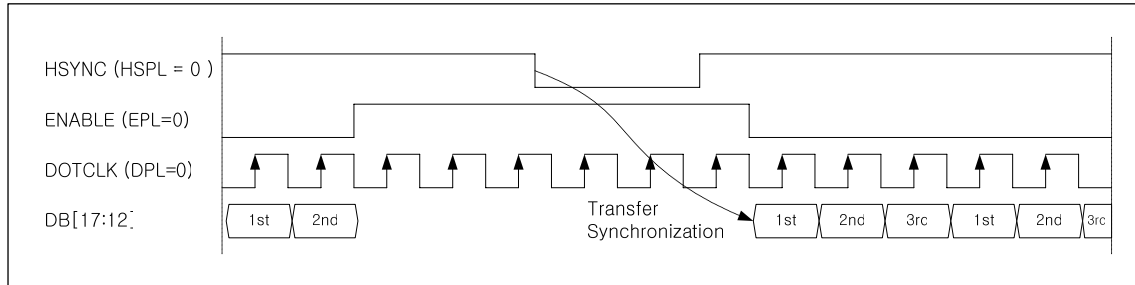 HSYNC (HSPL = 0 )
ENABLE (EPL=0)
DOTCLK (DPL=0)
DB[17:12]
1st 2nd
Transfer
Synchronization
1st 2nd 3rc 1st 2nd 3rc